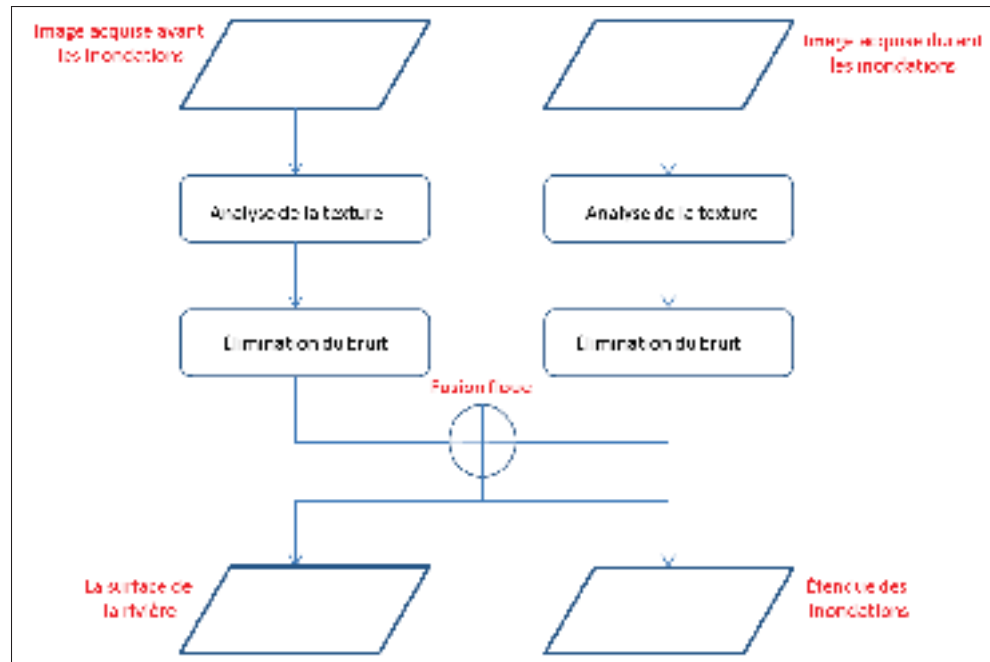 Image acquise avant
les inondations
Image acquise durant
les inondations
Analyse de la texture
Analyse de la texture
Élimination du bruit
Élimination du bruit
Fusion floue
La surface de
la rivière
Étendue des
inondations